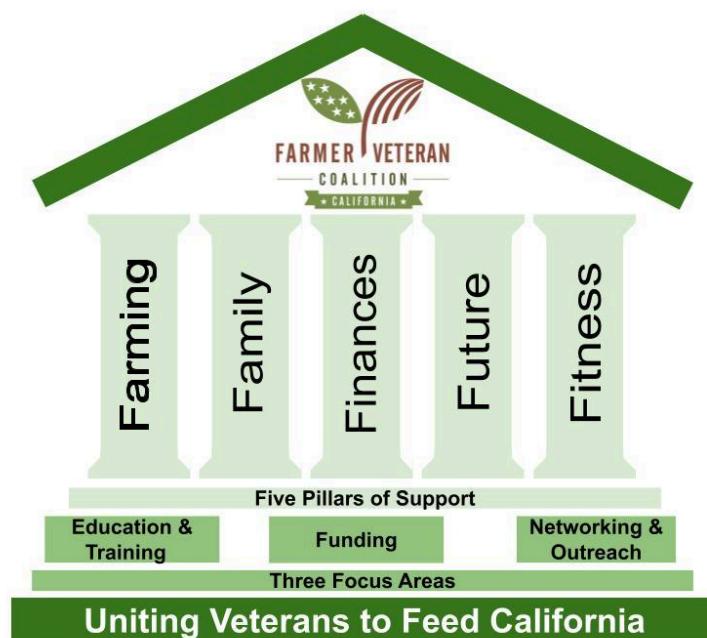 FARMER VETERAN
COALITION
CALIFORNIA
Farming
Family
Finances
Future
Fitness
Five Pillars of Support
Education &
Training
Funding
Networking &
Outreach
Three Focus Areas
Uniting Veterans to Feed California